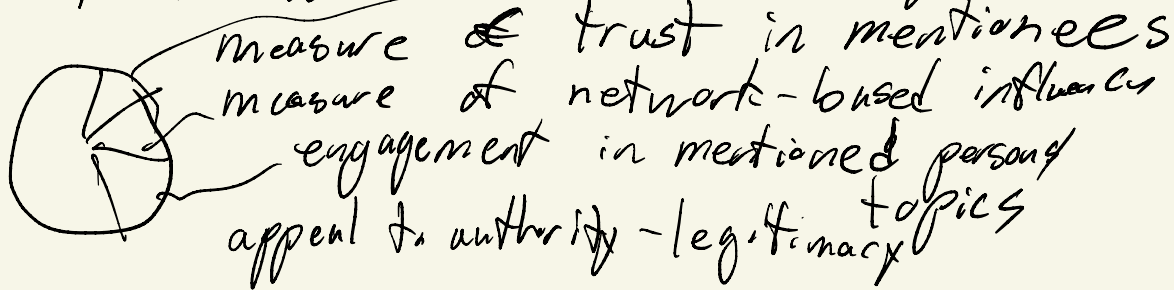 measure of trust in mentionees
measure of network-based influence
engagement in mentioned persons/
topics
appeal to authority - legitimacy